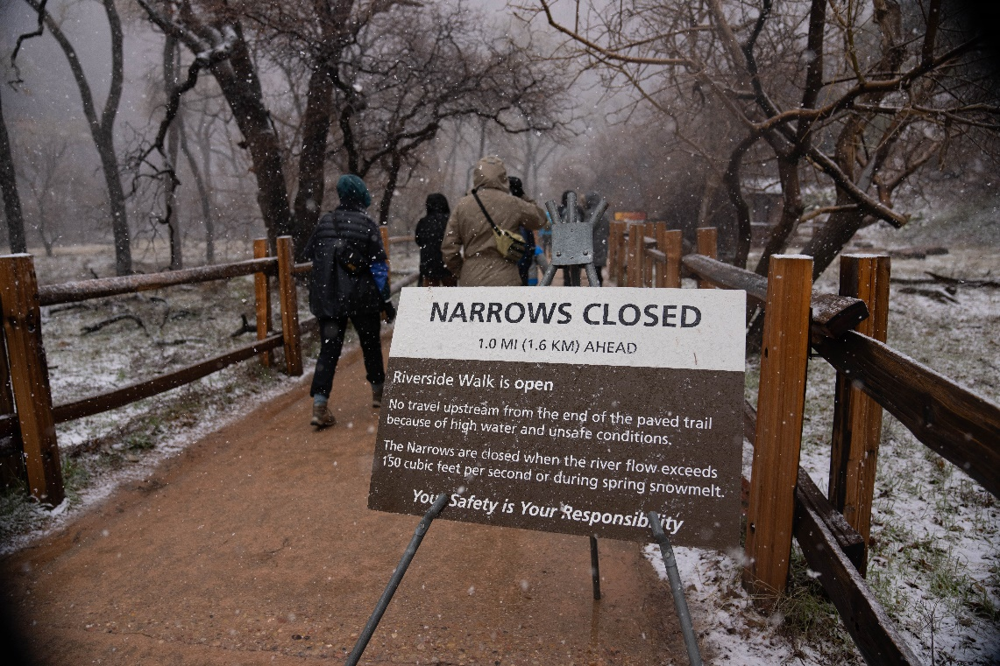 NARROWS CLOSED
1.0 MI (1.6 KM) AHEAD
Riverside Walk is open
No travel upstream from the end of the paved trail
because of high water and unsafe conditions.
The Narrows are closed when the river flow exceeds
150 cubic feet per second or during spring snowmelt.
Your Safety is Your Responsibility